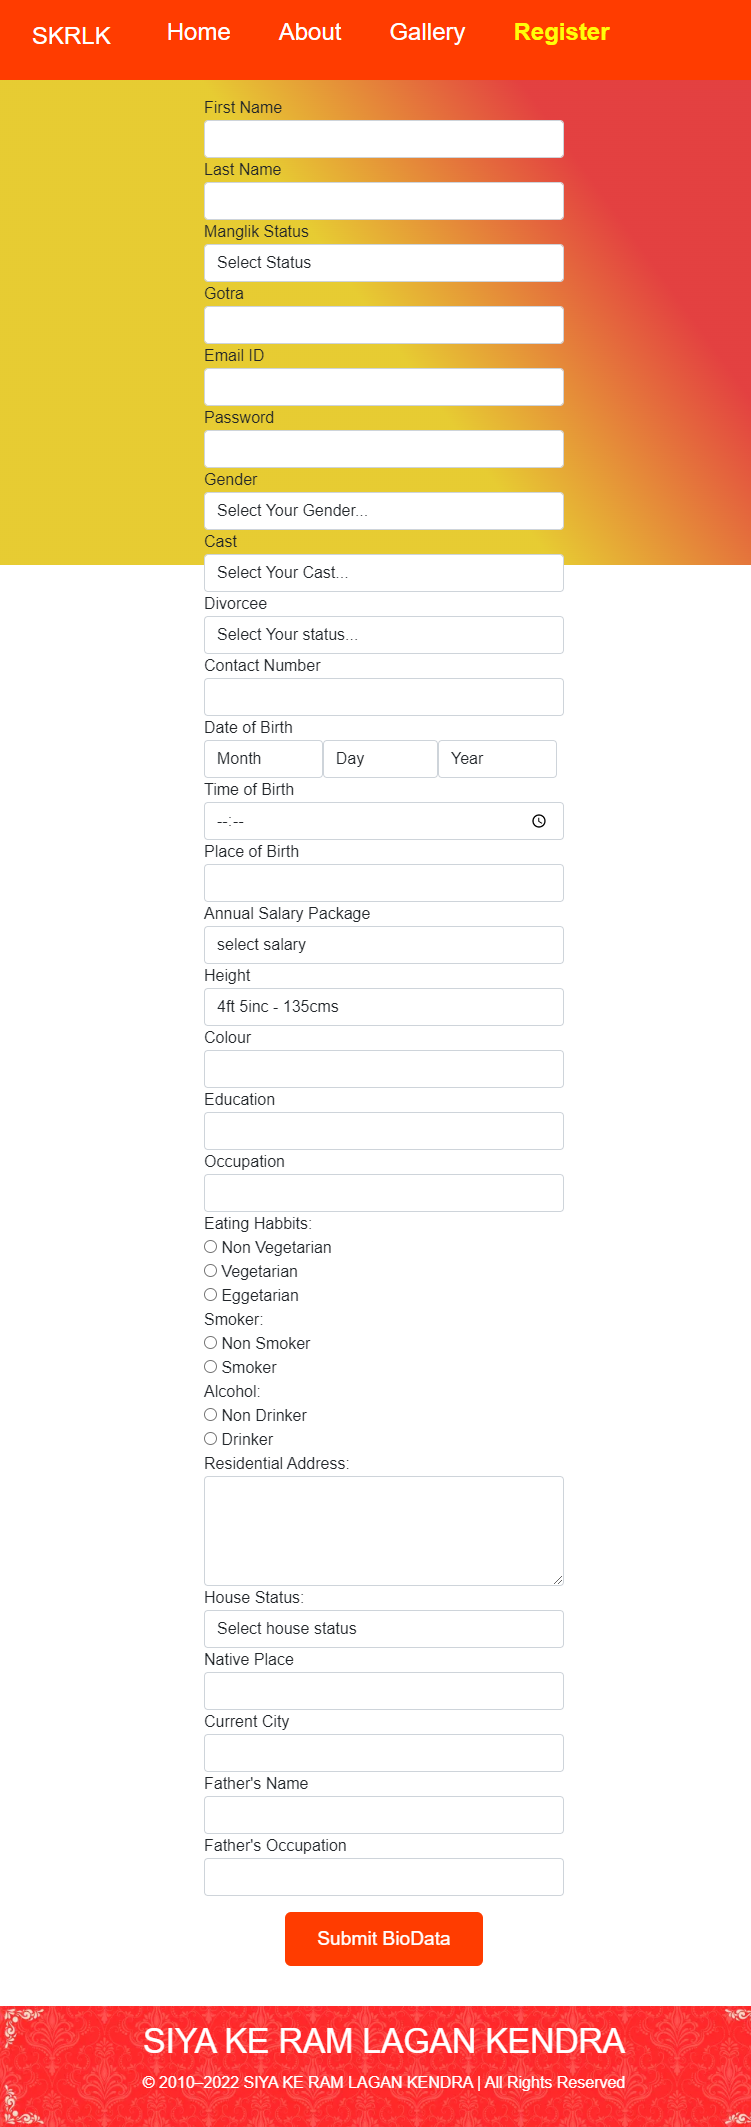 SKRLK Home About Gallery Register
First Name
Last Name
Manglik Status
Select Status
Gotra
Email ID
Password
Gender
Select Your Gender...
Cast
Select Your Cast...
Divorcee
Select Your status...
Contact Number
Date of Birth
Month Day Year
Time of Birth
--:--
Place of Birth
Annual Salary Package
select salary
Height
4ft 5inc - 135cms
Colour
Education
Occupation
Eating Habbits:
Non Vegetarian
Vegetarian
Eggetarian
Smoker:
Non Smoker
Smoker
Alcohol:
Non Drinker
Drinker
Residential Address:
House Status:
Select house status
Native Place
Current City
Father's Name
Father's Occupation
Submit BioData
SIYA KE RAM LAGAN KENDRA
© 2010–2022 SIYA KE RAM LAGAN KENDRA | All Rights Reserved